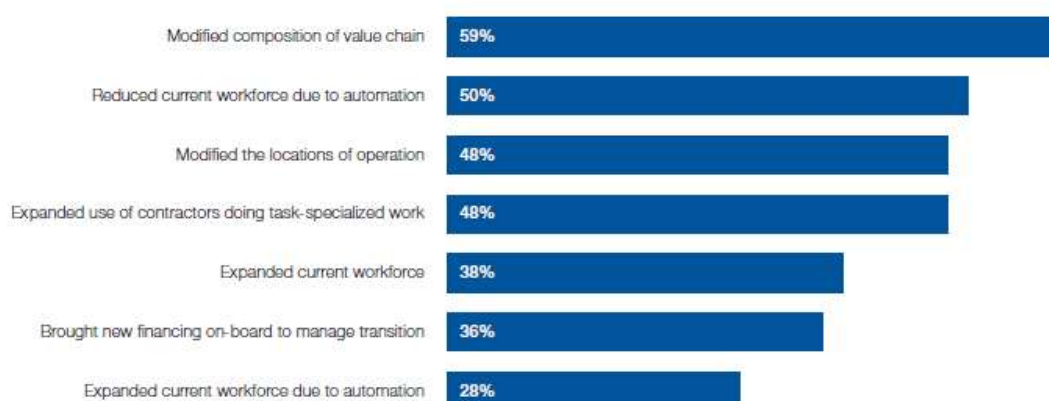 Modified composition of value chain 59%
Reduced current workforce due to automation 50%
Modified the locations of operation 48%
Expanded use of contractors doing task-specialized work 48%
Expanded current workforce 38%
Brought new financing on-board to manage transition 36%
Expanded current workforce due to automation 28%